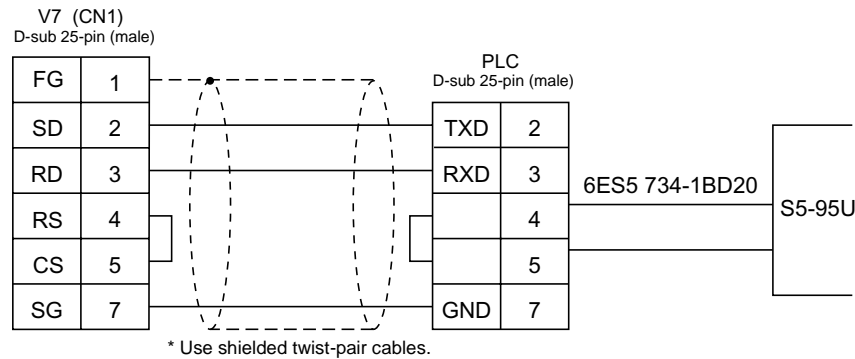 V7 (CN1)
D-sub 25-pin (male)
FG 1
SD 2
RD 3
RS 4
CS 5
SG 7
PLC
D-sub 25-pin (male)
TXD 2
RXD 3
4
5
GND 7
6ES5 734-1BD20
S5-95U
* Use shielded twist-pair cables.